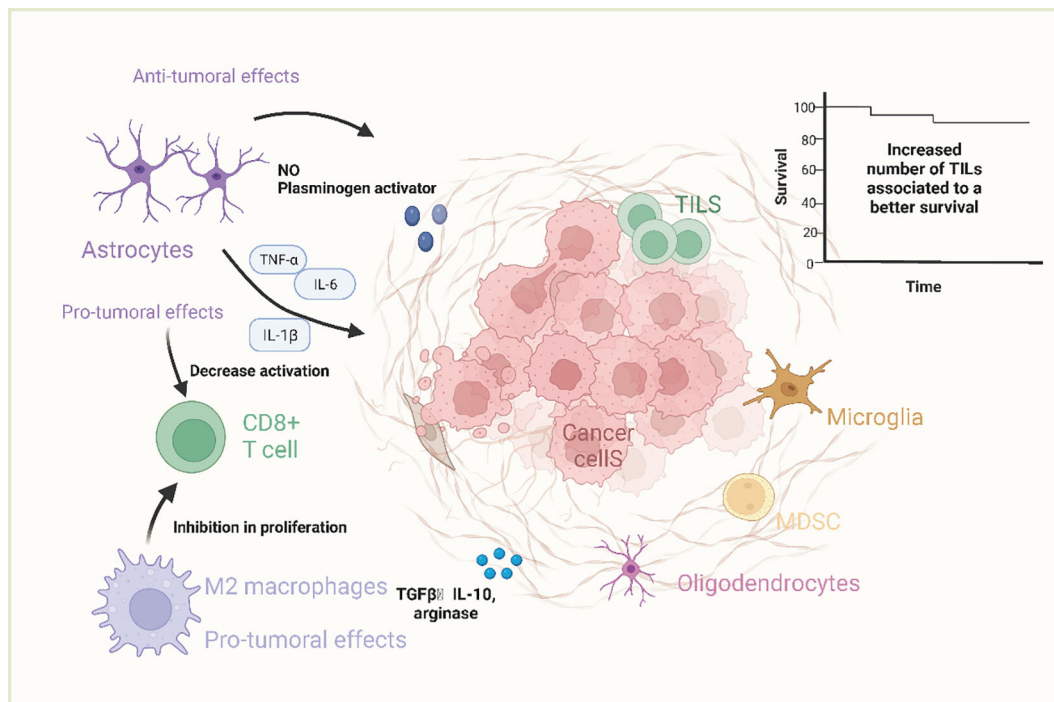 Anti-tumoral effects
NO
Plasminogen activator
Astrocytes
TNF-α
IL-6
IL-1β
Pro-tumoral effects
Decrease activation
CD8+
T cell
Inhibition in proliferation
M2 macrophages
Pro-tumoral effects
TGFβ IL-10,
arginase
TILS
Cancer
cellS
Microglia
MDSC
Oligodendrocytes
Survival
100
80
60
40
20
0
Increased
number of TILs
associated to a
better survival
Time